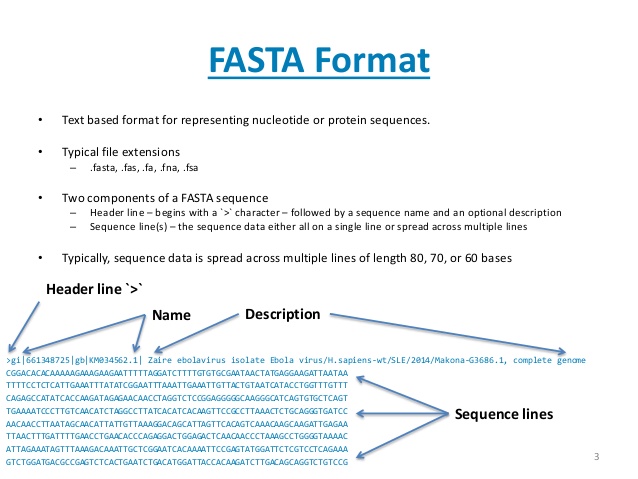 FASTA Format
• Text based format for representing nucleotide or protein sequences.
• Typical file extensions
– .fasta, .fas, .fa, .fna, .fsa
• Two components of a FASTA sequence
– Header line – begins with a `>` character – followed by a sequence name and an optional description
– Sequence line(s) – the sequence data either all on a single line or spread across multiple lines
• Typically, sequence data is spread across multiple lines of length 80, 70, or 60 bases
Header line `>`
Name
Description
>gi|661348725|gb|KM034562.1| Zaire ebolavirus isolate Ebola virus/H.sapiens-wt/SLE/2014/Makona-G3686.1, complete genome
CGGACACACAAAAAGAAAGAAGAATTTTTAGGATCTTTTGTGTGCGAATAACTATGAGGAAGATTAATAA
TTTTCCTCTCATTGAAATTTATATCGGAATTTAAATTGAAATTGTTACTGTAATCATACCTGGTTTGTTT
CAGAGCCATATCACCAAGATAGAGAACAACCTAGGTCTCCGGAGGGGGCAAGGGCATCAGTGTGCTCAGT
TGAAAATCCCTTGTCAACATCTAGGCCTTATCACATCACAAGTTCCGCCTTAAACTCTGCAGGGTGATCC
AACAACCTTAATAGCAACATTATTGTTAAAGGACAGCATTAGTTCACAGTCAAACAAGCAAGATTGAGAA
TTAACTTTGATTTTGAACCTGAACACCCAGAGGACTGGAGACTCAACAACCCTAAAGCCTGGGGTAAAAC
ATTAGAAATAGTTTAAAGACAAATTGCTCGGAATCACAAAATTCCGAGTATGGATTCTCGTCCTCAGAAA
GTCTGGATGACGCCGAGTCTCACTGAATCTGACATGGATTACCACAAGATCTTGACAGCAGGTCTGTCCG
Sequence lines
3